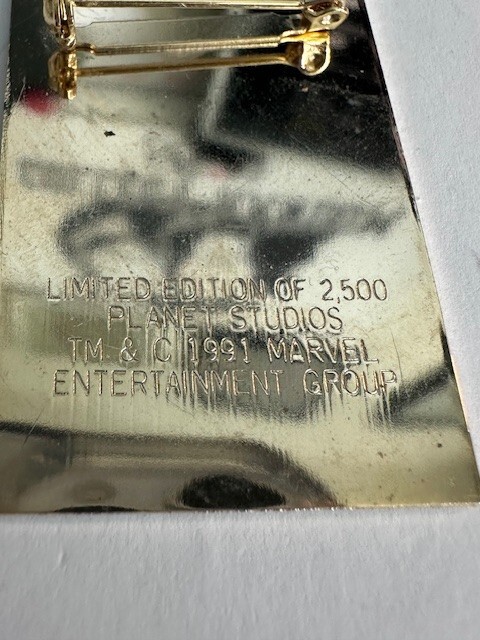 LIMITED EDITION OF 2,500
PLANET STUDIOS
TM & C 1991 MARVEL
ENTERTAINMENT GROUP